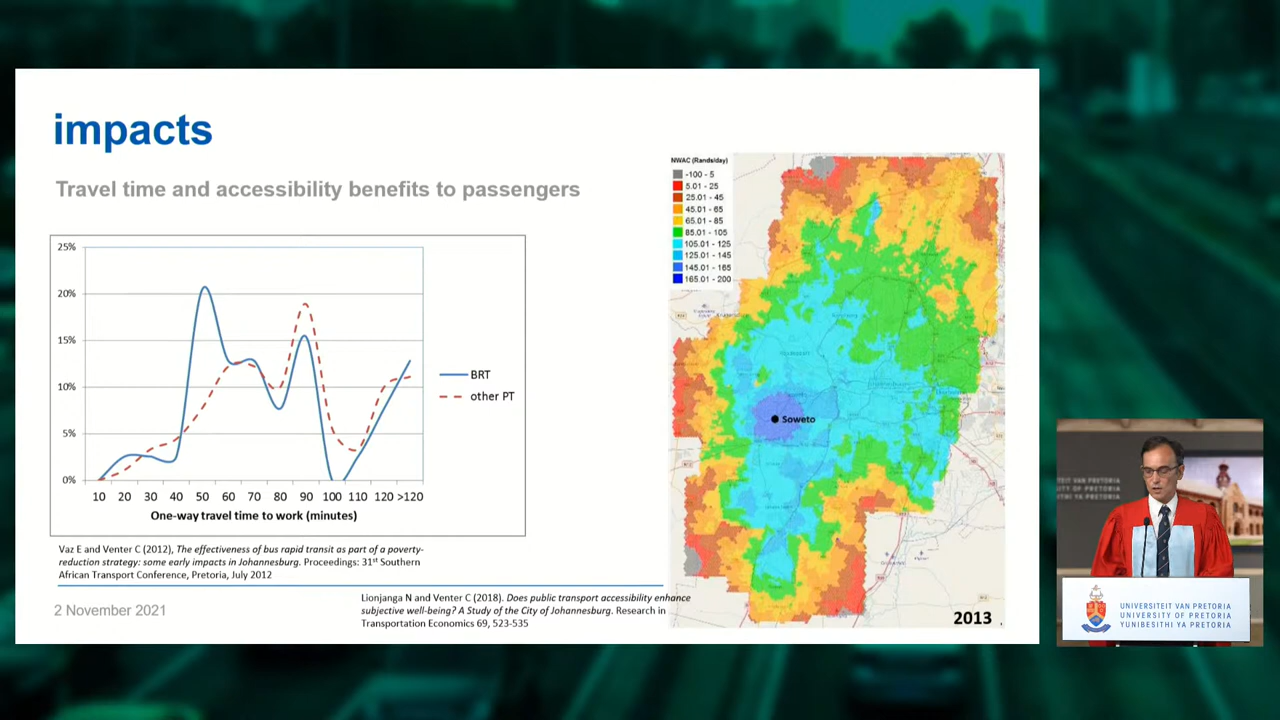 impacts
Travel time and accessibility benefits to passengers
25%
20%
15%
10%
5%
0%
10 20 30 40 50 60 70 80 90 100 110 120 >120
One-way travel time to work (minutes)
BRT
other PT
Vaz E and Venter C (2012), The effectiveness of bus rapid transit as part of a poverty-
reduction strategy: some early impacts in Johannesburg. Proceedings: 31st Southern
African Transport Conference, Pretoria, July 2012
2 November 2021
Lionjanga N and Venter C (2018). Does public transport accessibility enhance
subjective well-being? A Study of the City of Johannesburg. Research in
Transportation Economics 69, 523-535
NWAC (Rands/day)
-100 - 5
5.01 - 25
25.01 - 45
45.01 - 65
65.01 - 85
85.01 - 105
105.01 - 125
125.01 - 145
145.01 - 165
165.01 - 200
Soweto
2013
UNIVERSITEIT VAN PRETORIA
UNIVERSITY OF PRETORIA
YUNIBESITHI YA PRETORIA